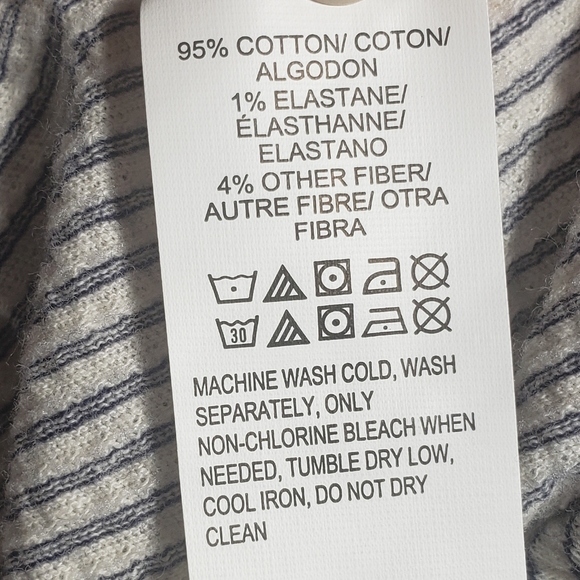 95% COTTON/ COTON/
ALGODON
1% ELASTANE/
ÉLASTHANNE/
ELASTANO
4% OTHER FIBER/
AUTRE FIBRE/ OTRA
FIBRA
30
MACHINE WASH COLD, WASH
SEPARATELY, ONLY
NON-CHLORINE BLEACH WHEN
NEEDED, TUMBLE DRY LOW,
COOL IRON, DO NOT DRY
CLEAN